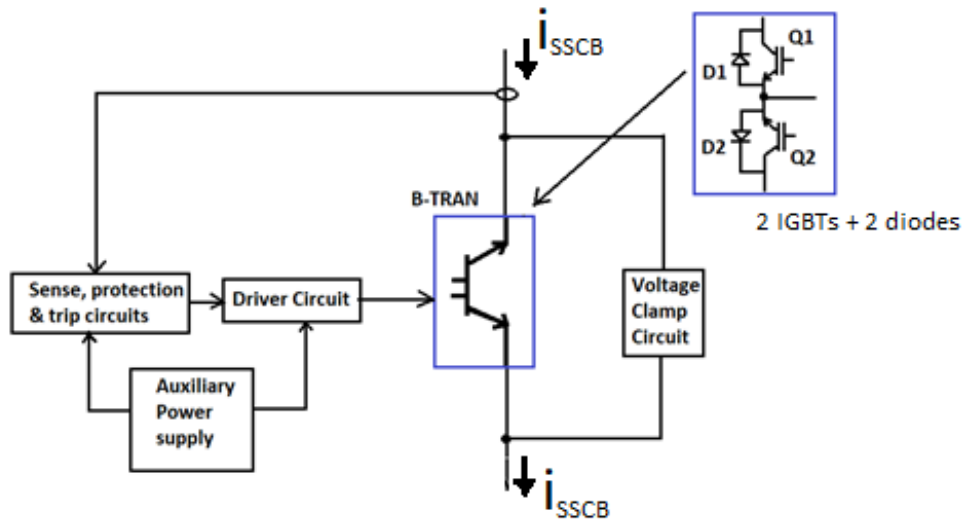 iSSCB
Q1
D1
D2
Q2
2 IGBTs + 2 diodes
B-TRAN
Sense, protection
& trip circuits
Driver Circuit
Voltage
Clamp
Circuit
Auxiliary
Power
supply
iSSCB